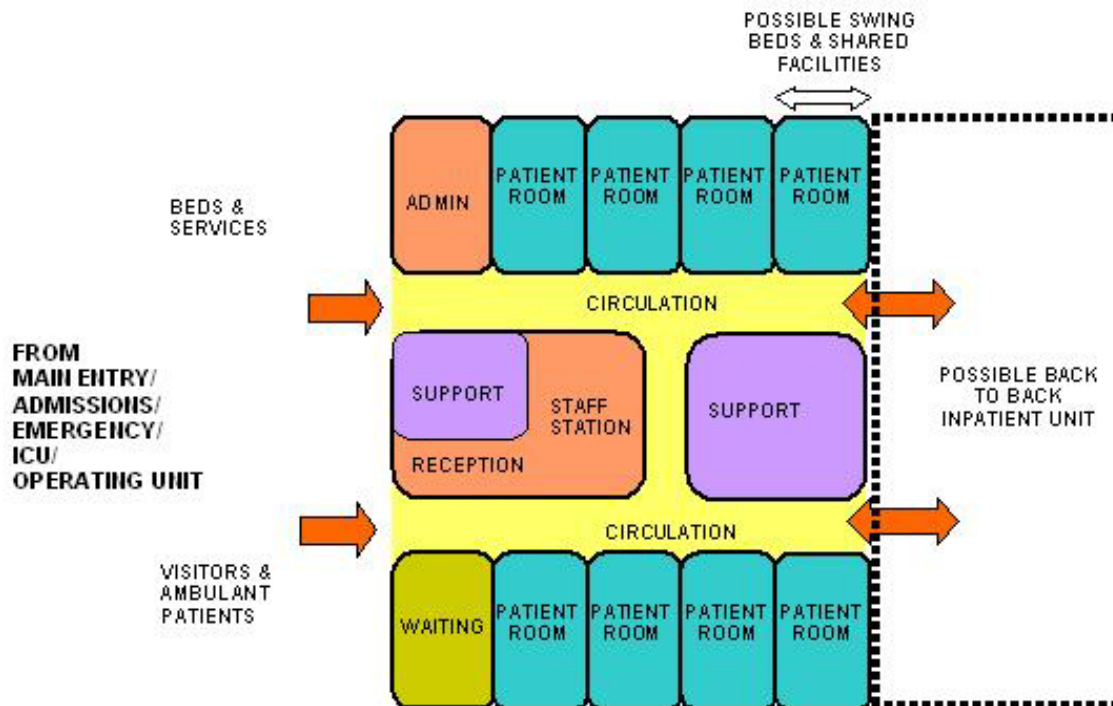 POSSIBLE SWING
BEDS & SHARED
FACILITIES
BEDS &
SERVICES
ADMIN
PATIENT
ROOM
PATIENT
ROOM
PATIENT
ROOM
PATIENT
ROOM
CIRCULATION
FROM
MAIN ENTRY/
ADMISSIONS/
EMERGENCY/
ICU/
OPERATING UNIT
SUPPORT
STAFF
STATION
RECEPTION
SUPPORT
POSSIBLE BACK
TO BACK
INPATIENT UNIT
CIRCULATION
VISITORS &
AMBULANT
PATIENTS
WAITING
PATIENT
ROOM
PATIENT
ROOM
PATIENT
ROOM
PATIENT
ROOM